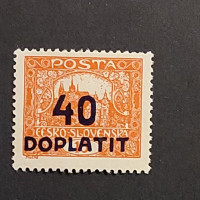 POSTA
40
ČESKO-SLOVENSKÁ
DOPLATIT